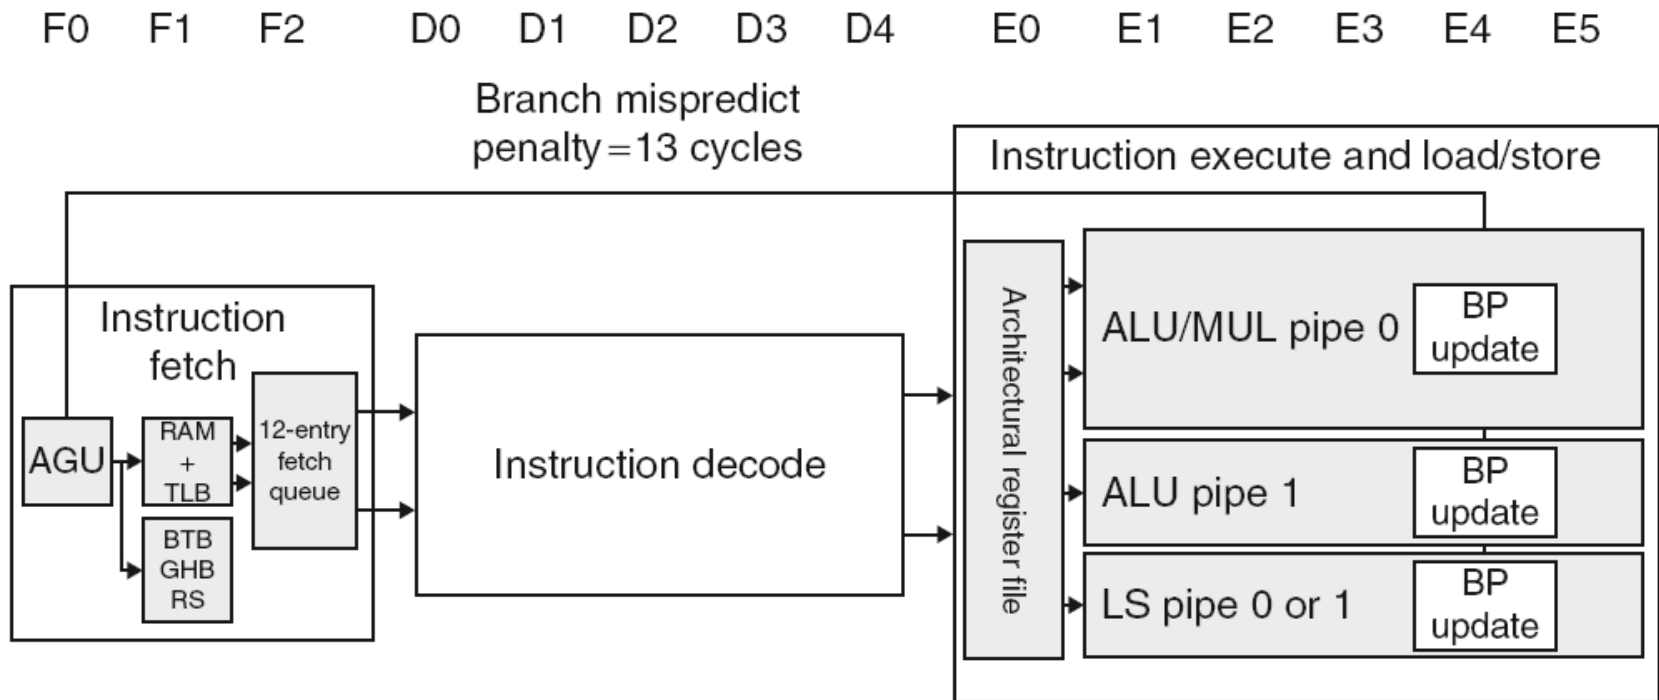 F0 F1 F2 D0 D1 D2 D3 D4 E0 E1 E2 E3 E4 E5
Branch mispredict
penalty=13 cycles
Instruction execute and load/store
Instruction
fetch
AGU
RAM
+
TLB
BTB
GHB
RS
12-entry
fetch
queue
Instruction decode
Architectural register file
ALU/MUL pipe 0
BP
update
ALU pipe 1
BP
update
LS pipe 0 or 1
BP
update